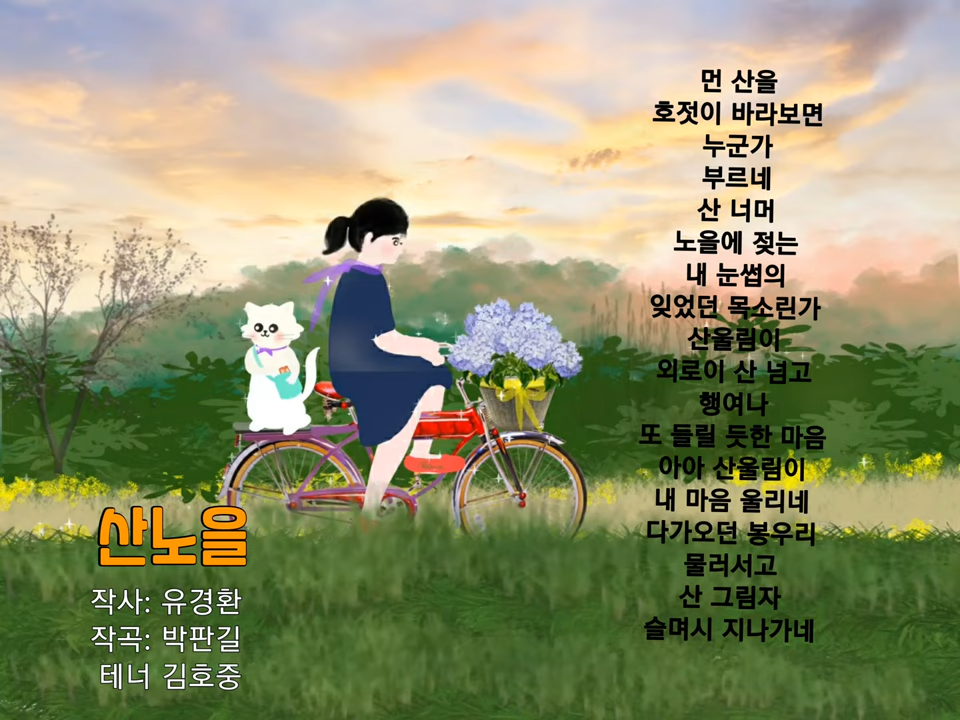 먼 산을
호젓이 바라보면
누군가
부르네
산 너머
노을에 젖는
내 눈썹의
잊었던 목소린가
산울림이
외로이 산 넘고
행여나
또 들릴 듯한 마음
아아 산울림이
내 마음 울리네
다가오던 봉우리
물러서고
산 그림자
슬며시 지나가네
산노을
작사: 유경환
작곡: 박판길
테너 김호중